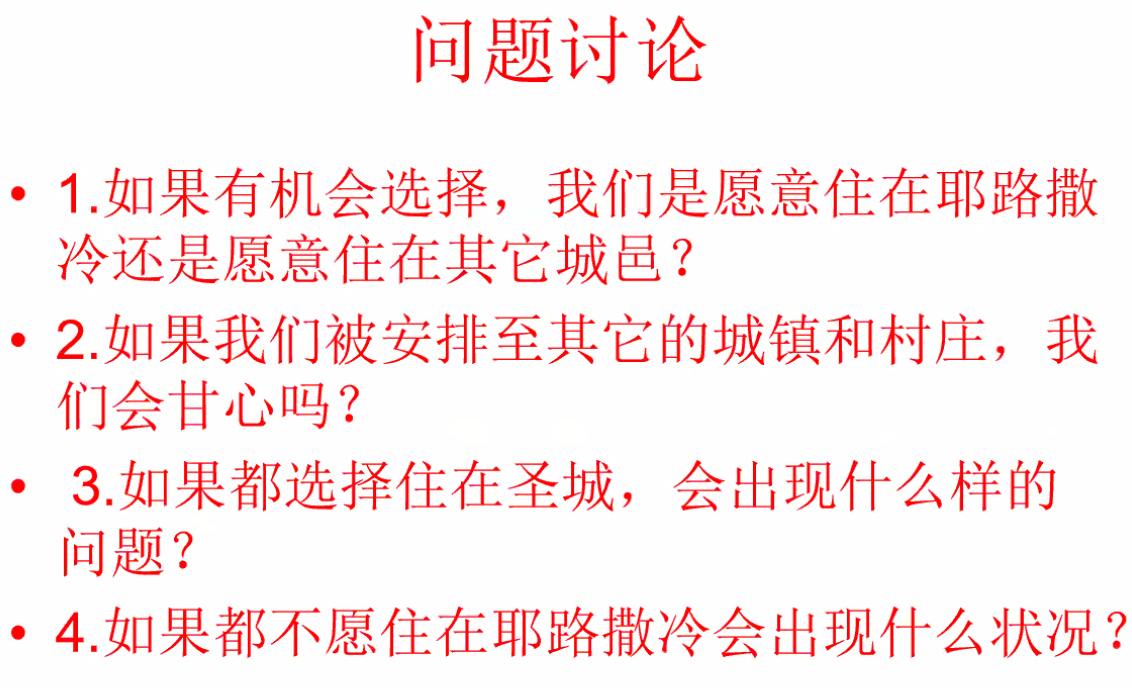 问题讨论
• 1.如果有机会选择，我们是愿意住在耶路撒
冷还是愿意住在其它城邑？
• 2.如果我们被安排至其它的城镇和村庄，我
们会甘心吗？
• 3.如果都选择住在圣城，会出现什么样的
问题？
• 4.如果都不愿住在耶路撒冷会出现什么状况？